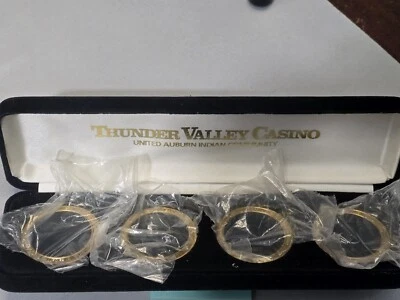 THUNDER VALLEY CASINO
UNITED AUBURN INDIAN COMMUNITY